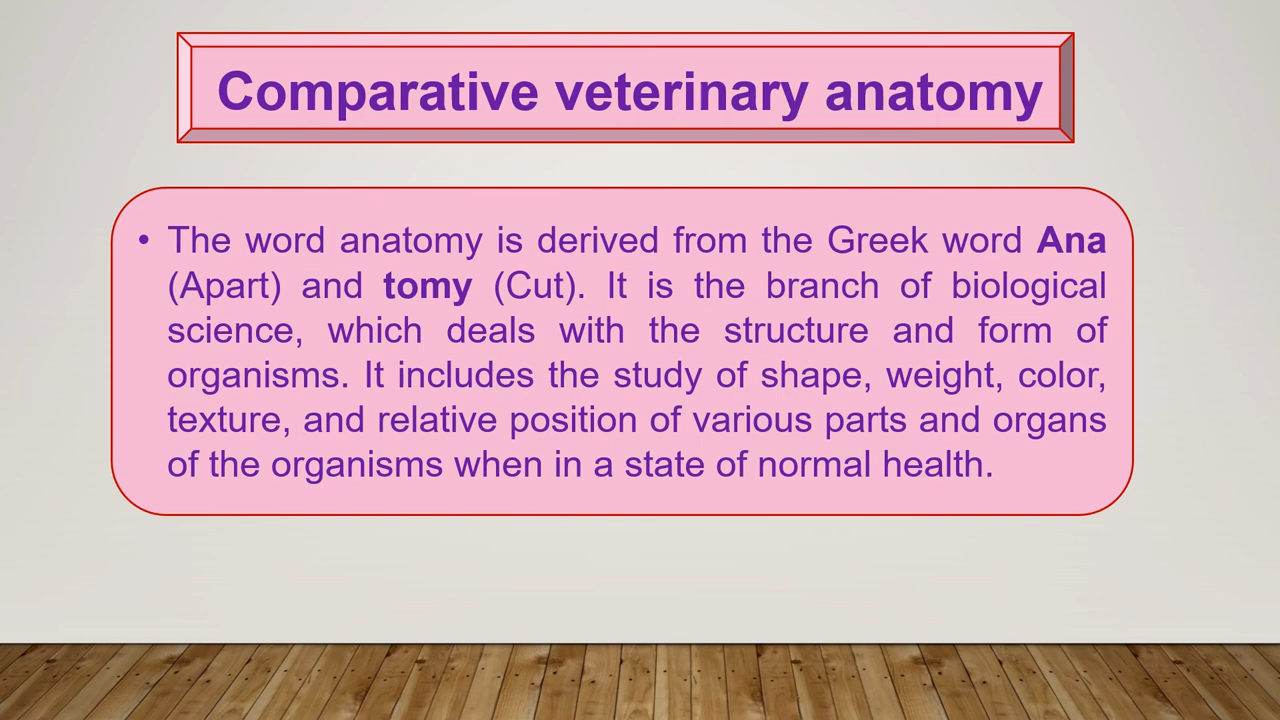 Comparative veterinary anatomy
• The word anatomy is derived from the Greek word Ana
(Apart) and tomy (Cut). It is the branch of biological
science, which deals with the structure and form of
organisms. It includes the study of shape, weight, color,
texture, and relative position of various parts and organs
of the organisms when in a state of normal health.